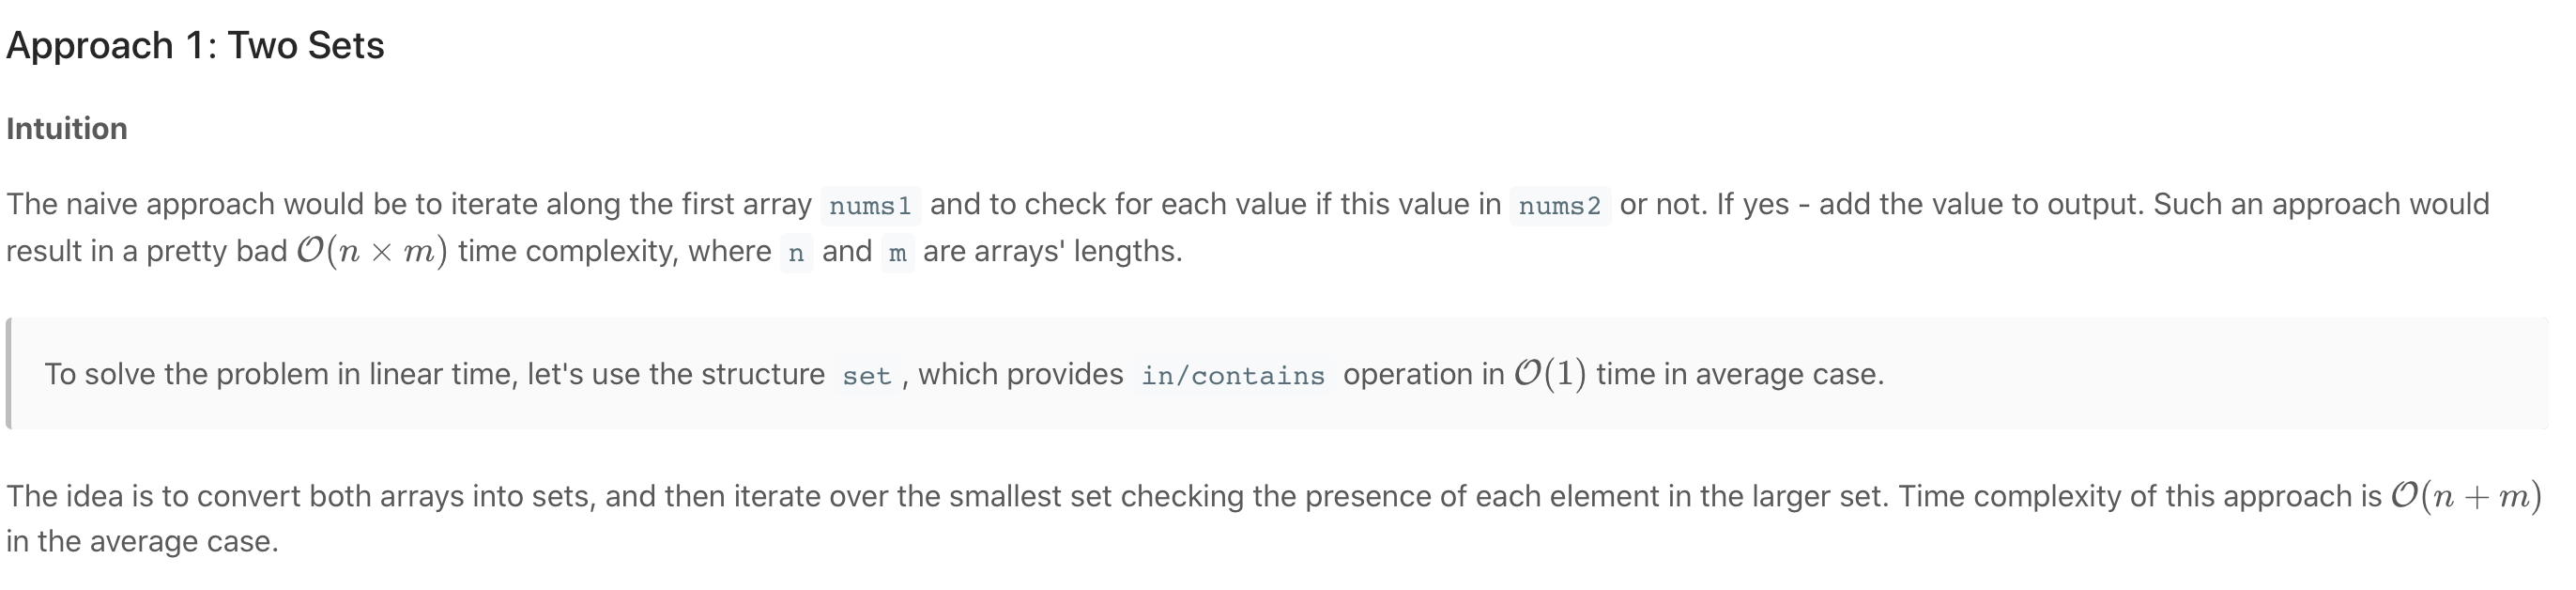 Approach 1: Two Sets
Intuition
The naive approach would be to iterate along the first array nums1 and to check for each value if this value in nums2 or not. If yes - add the value to output. Such an approach would
result in a pretty bad 𝒪(n × m) time complexity, where n and m are arrays' lengths.
To solve the problem in linear time, let's use the structure set , which provides in/contains operation in 𝒪(1) time in average case.
The idea is to convert both arrays into sets, and then iterate over the smallest set checking the presence of each element in the larger set. Time complexity of this approach is 𝒪(n + m)
in the average case.